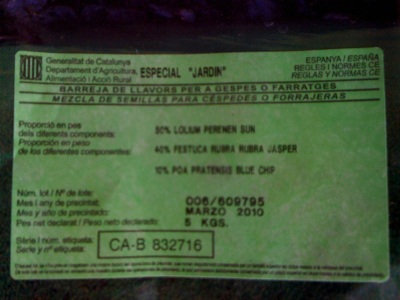 Generalitat de Catalunya
Departament d'Agricultura,
Alimentació i Acció Rural
ESPECIAL "JARDIN"
ESPANYA / ESPAÑA
REGLES I NORMES CE
REGLAS Y NORMAS CE
BARREJA DE LLAVORS PER A GESPES O FARRATGES
MEZCLA DE SEMILLAS PARA CÉSPEDES O FORRAJERAS
Proporció en pes
dels diferents components:
Proporción en peso
de los diferentes componentes:
50% LOLIUM PERENEN SUN
40% FESTUCA RUBRA RUBRA JASPER
10% POA PRATENSIS BLUE CHIP
Núm. lot / Nº de lote:
006/609795
Mes i any de precintat:
Mes y año de precintado:
MARZO 2010
Pes net declarat / Peso neto declarado:
5 KGS.
Sèrie i núm. etiqueta:
Serie y nº etiqueta:
CA-B 832716